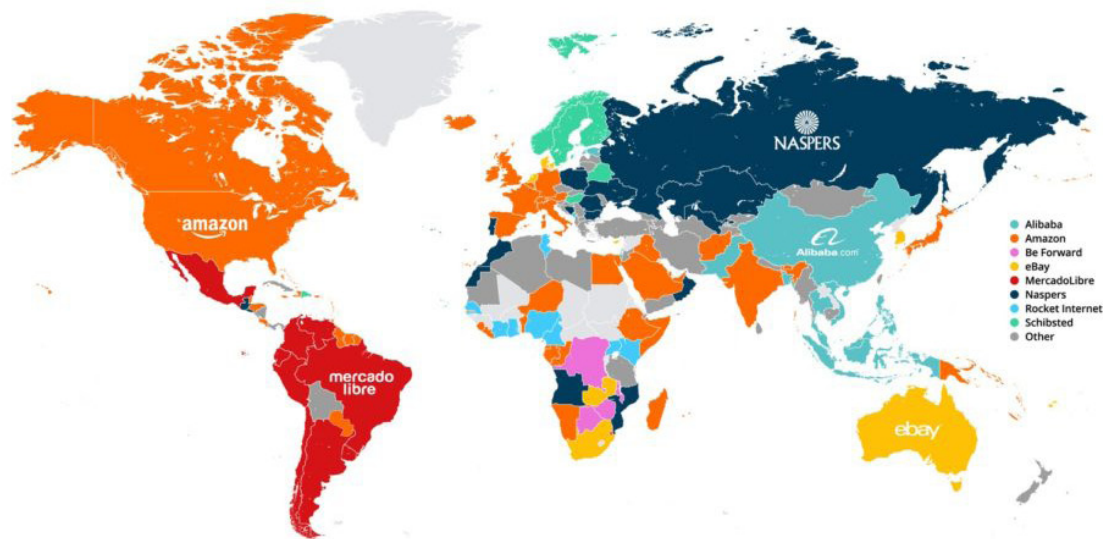 NASPERS
amazon
Alibaba.com
mercado
libre
ebay
Alibaba
Amazon
Be Forward
eBay
MercadoLibre
Naspers
Rocket Internet
Schibsted
Other